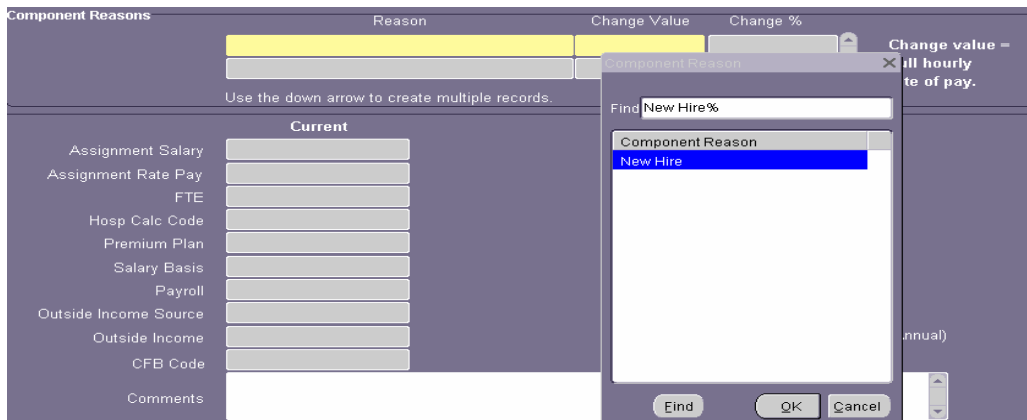 Component Reasons
Reason Change Value Change %
Change value =
ull hourly
te of pay.
Use the down arrow to create multiple records.
Component Reason
Find New Hire%
Component Reason
New Hire
Current
Assignment Salary
Assignment Rate Pay
FTE
Hosp Calc Code
Premium Plan
Salary Basis
Payroll
Outside Income Source
Outside Income
nnual)
CFB Code
Comments
Find OK Cancel